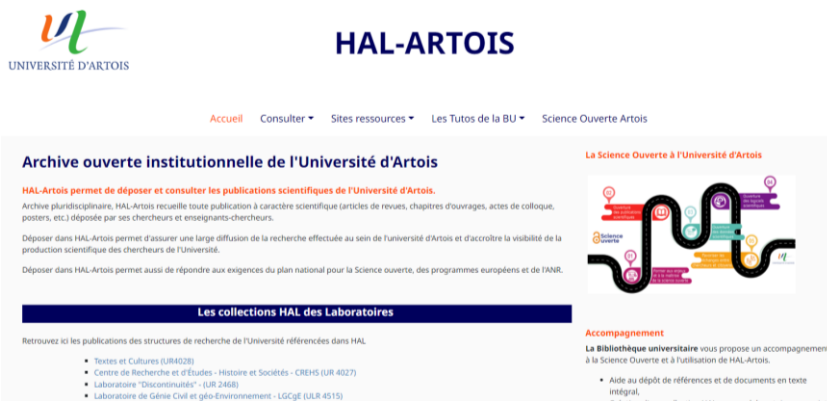 UNIVERSITÉ D'ARTOIS
HAL-ARTOIS
Accueil Consulter Sites ressources Les Tutos de la BU Science Ouverte Artois
Archive ouverte institutionnelle de l'Université d'Artois
HAL-Artois permet de déposer et consulter les publications scientifiques de l'Université d'Artois.
Archive pluridisciplinaire, HAL-Artois recueille toute publication à caractère scientifique (articles de revues, chapitres d'ouvrages, actes de colloque,
posters, etc.) déposée par ses chercheurs et enseignants-chercheurs.
Déposer dans HAL-Artois permet d'assurer une large diffusion de la recherche effectuée au sein de l'université d'Artois et d'accroître la visibilité de la
production scientifique des chercheurs de l'Université.
Déposer dans HAL-Artois permet aussi de répondre aux exigences du plan national pour la Science ouverte, des programmes européens et de l'ANR.
Les collections HAL des Laboratoires
Retrouvez ici les publications des structures de recherche de l'Université référencées dans HAL
Textes et Cultures (UR4028)
Centre de Recherche et d'Études - Histoire et Sociétés - CREHS (UR 4027)
Laboratoire "Discontinuités" - (UR 2468)
Laboratoire de Génie Civil et géo-Environnement - LGCgE (ULR 4515)
La Science Ouverte à l'Université d'Artois
Science
ouverte
Accompagnement
La Bibliothèque universitaire vous propose un accompagnement
à la Science Ouverte et à l'utilisation de HAL-Artois.
Aide au dépôt de références et de documents en texte
intégral,